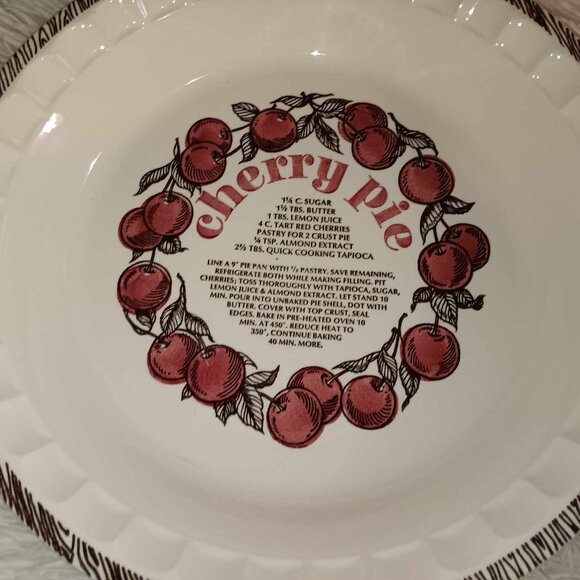 cherry pie
1¼ C. SUGAR
1½ TBS. BUTTER
1 TBS. LEMON JUICE
4 C. TART RED CHERRIES
PASTRY FOR 2 CRUST PIE
¼ TSP. ALMOND EXTRACT
2⅔ TBS. QUICK COOKING TAPIOCA
LINE A 9" PIE PAN WITH ½ PASTRY. SAVE REMAINING,
REFRIGERATE BOTH WHILE MAKING FILLING. PIT
CHERRIES; TOSS THOROUGHLY WITH TAPIOCA, SUGAR,
LEMON JUICE & ALMOND EXTRACT. LET STAND 10
MIN. POUR INTO UNBAKED PIE SHELL, DOT WITH
BUTTER. COVER WITH TOP CRUST, SEAL
EDGES. BAKE IN PRE-HEATED OVEN 10
MIN. AT 450°. REDUCE HEAT TO
350°, CONTINUE BAKING
40 MIN. MORE.